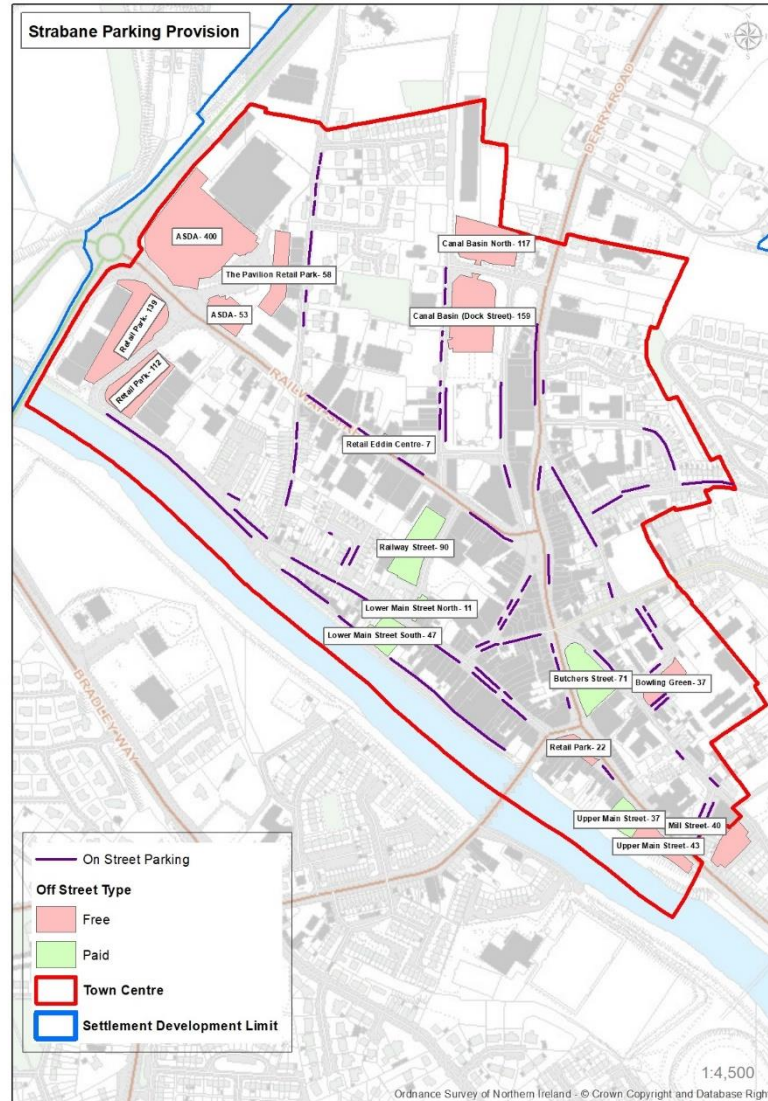 Strabane Parking Provision
DERRY ROAD
ASDA- 400
Canal Basin North- 117
The Pavilion Retail Park- 58
Retail Park- 139
ASDA- 53
Canal Basin (Dock Street)- 159
Retail Park- 112
Retail Eddin Centre- 7
Railway Street- 90
Lower Main Street North- 11
Lower Main Street South- 47
Butchers Street- 71
Bowling Green- 37
BRADLEY WAY
Retail Park- 22
Upper Main Street- 37
Mill Street- 40
Upper Main Street- 43
On Street Parking
Off Street Type
Free
Paid
Town Centre
Settlement Development Limit
1:4,500
Ordnance Survey of Northern Ireland - © Crown Copyright and Database Right